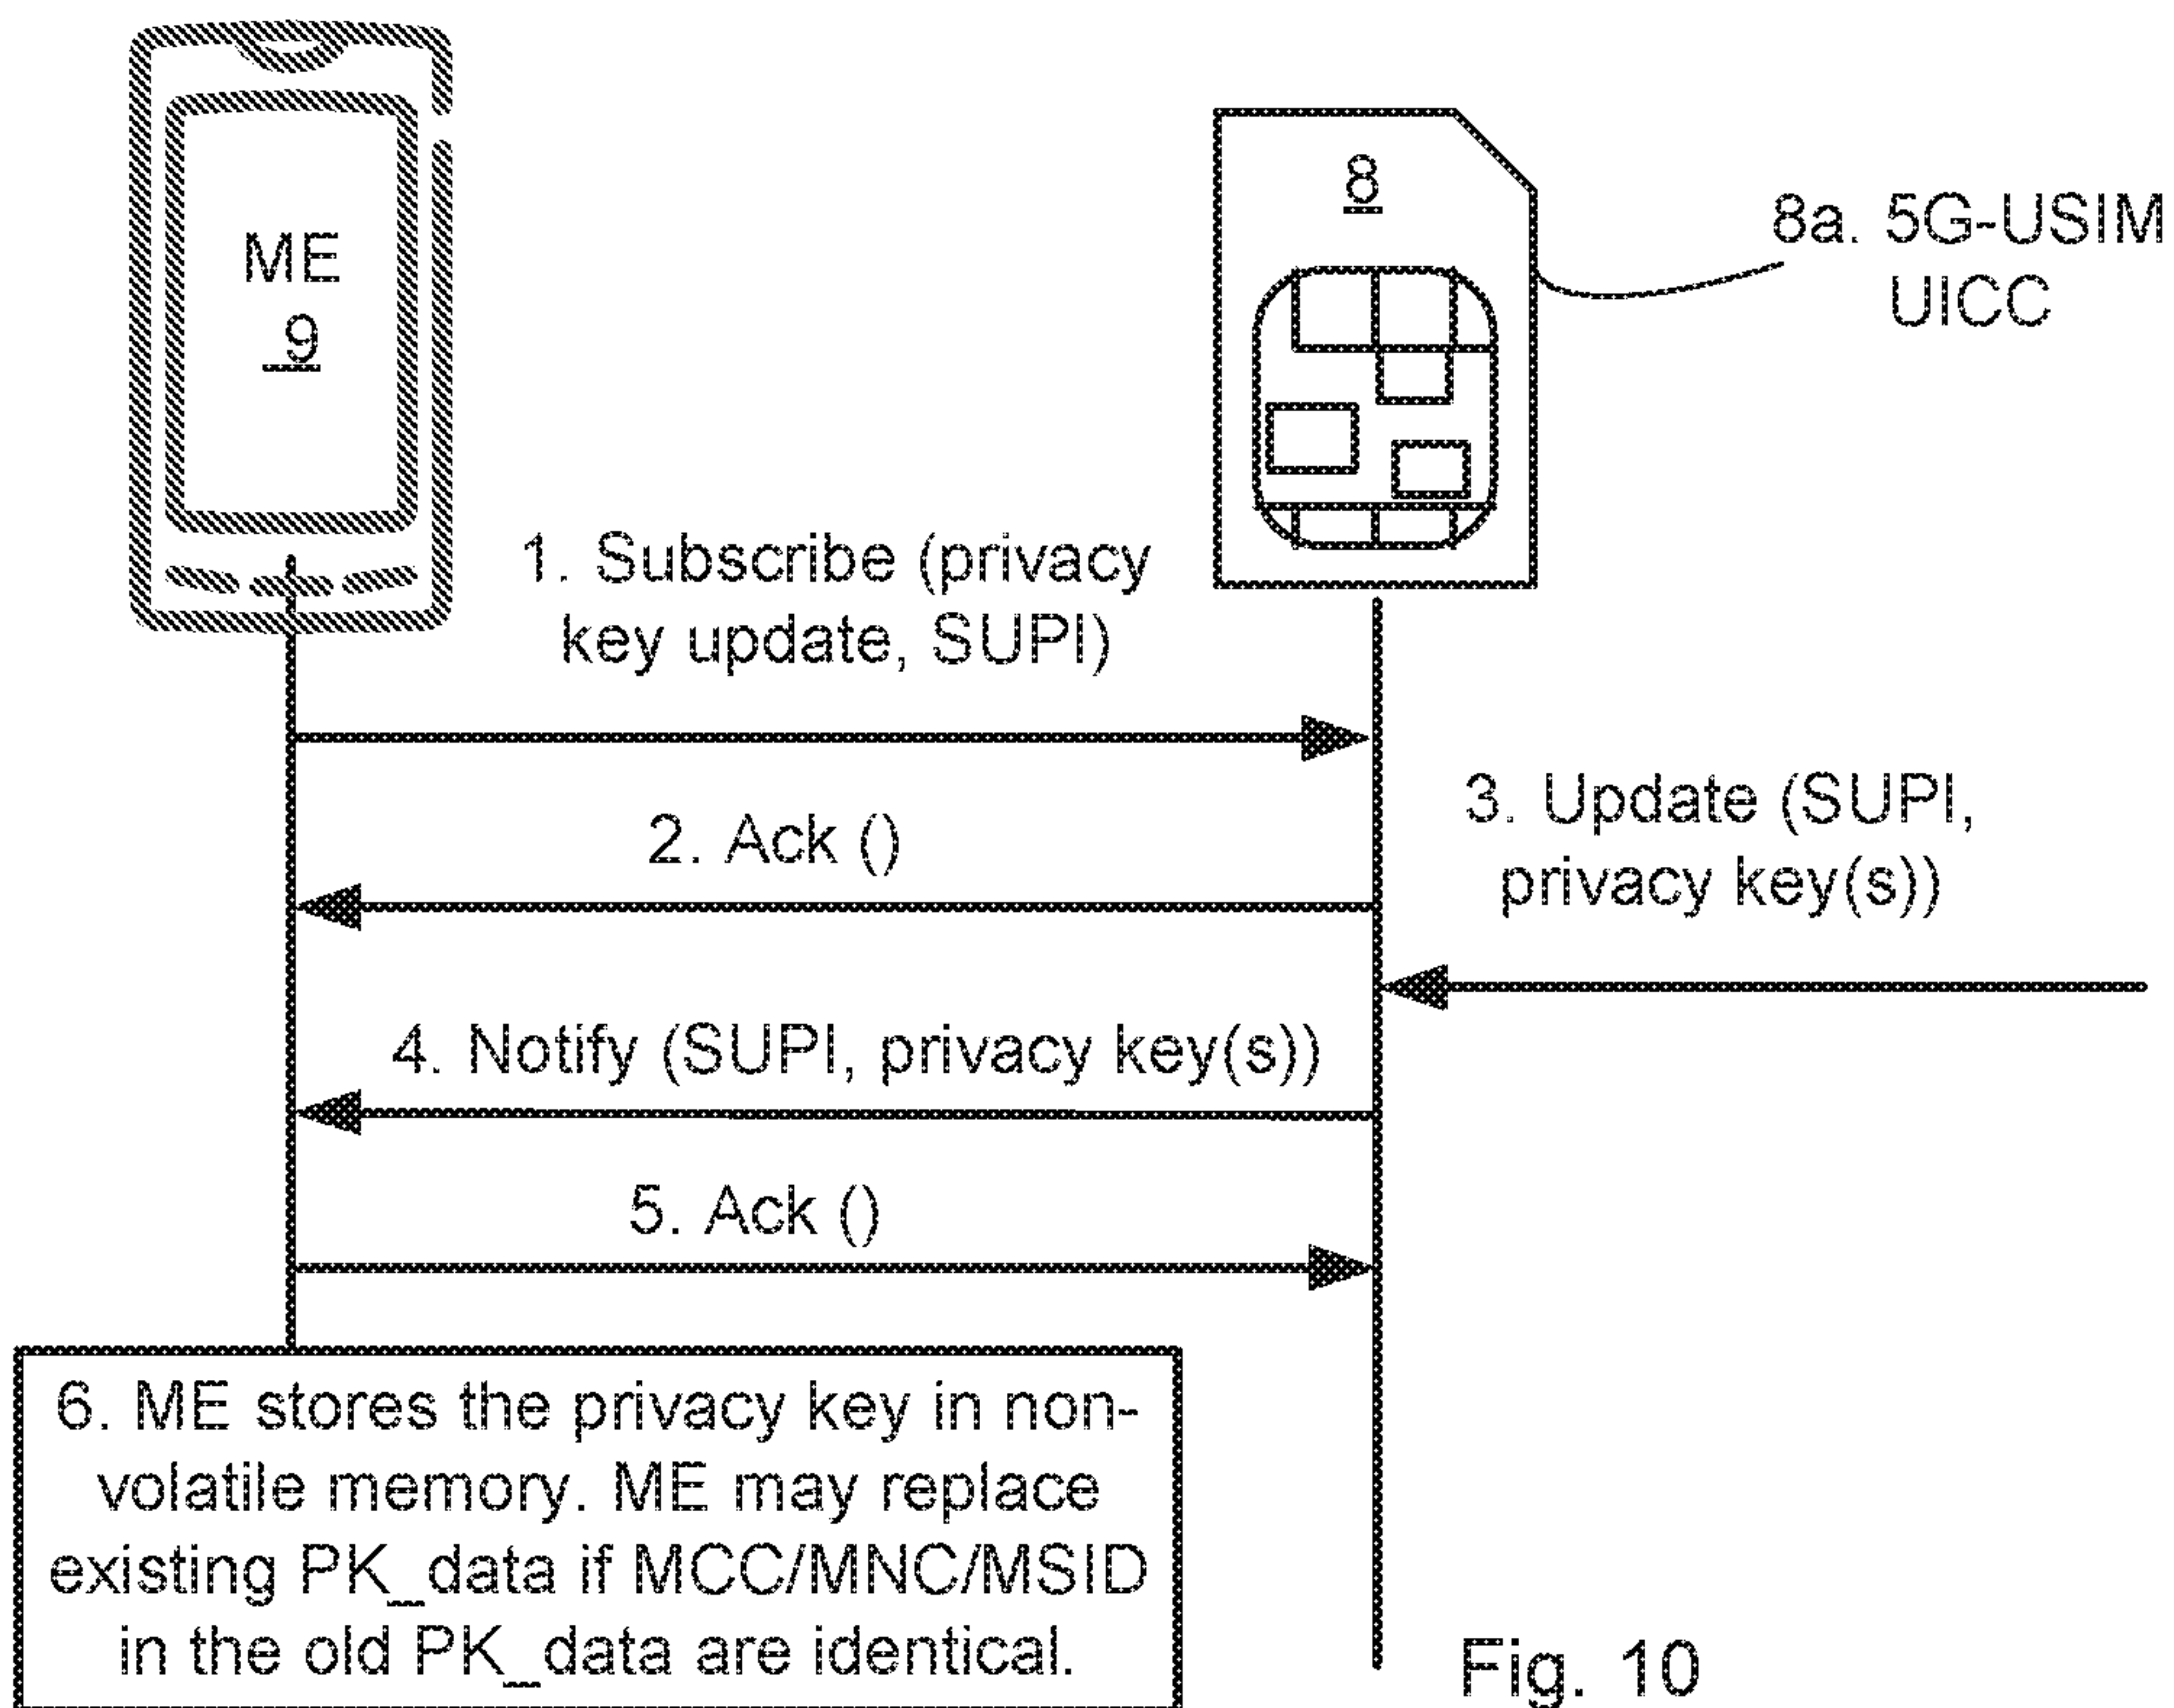 ME
9
8
8a. 5G-USIM
UICC
1. Subscribe (privacy
key update, SUPI)
2. Ack ()
3. Update (SUPI,
privacy key(s))
4. Notify (SUPI, privacy key(s))
5. Ack ()
6. ME stores the privacy key in non-
volatile memory. ME may replace
existing PK_data if MCC/MNC/MSID
in the old PK_data are identical.
Fig. 10